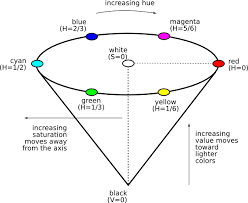 increasing hue
blue
(H=2/3)
magenta
(H=5/6)
cyan
(H=1/2)
white
(S=0)
red
(H=0)
green
(H=1/3)
yellow
(H=1/6)
increasing
saturation
moves away
from the axis
increasing
value moves
toward
lighter
colors
black
(V=0)